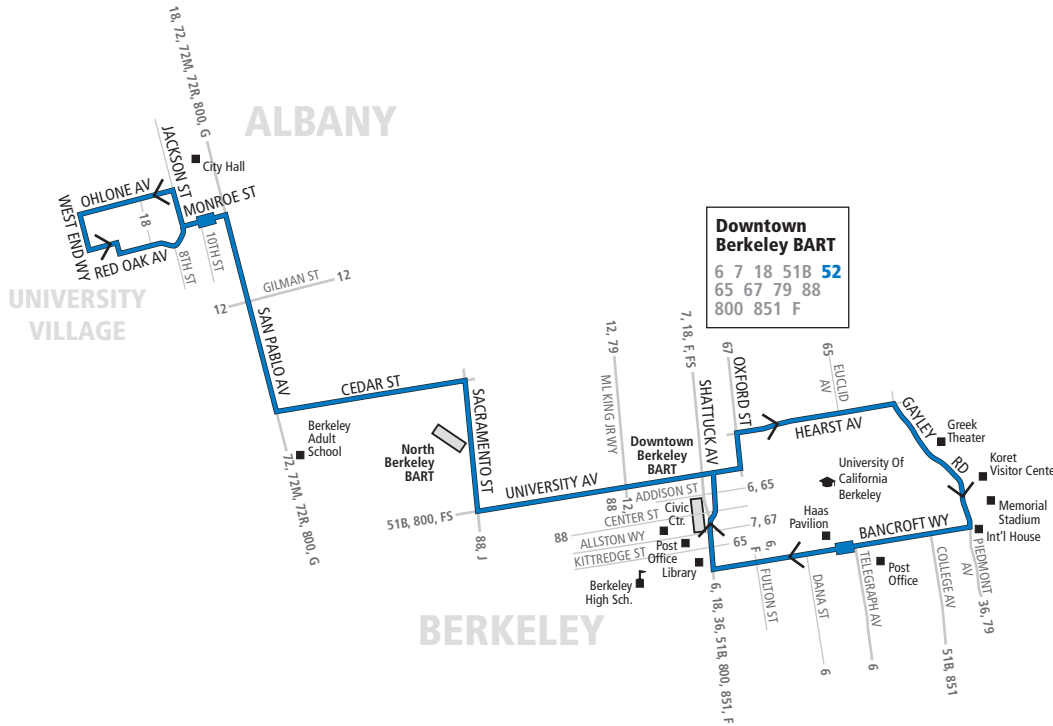 18, 72, 72M, 72R, 800, G
ALBANY
JACKSON ST
City Hall
OHLONE AV
MONROE ST
WEST END WY
18
10TH ST
RED OAK AV
8TH ST
UNIVERSITY
VILLAGE
12
GILMAN ST
12
SAN PABLO AV
CEDAR ST
Berkeley
Adult
School
72, 72M, 72R, 800, G
North
Berkeley
BART
SACRAMENTO ST
51B, 800, FS
88, J
UNIVERSITY AV
12, 79
ML KING JR WY
12,
88
Downtown
Berkeley BART
6 7 18 51B 52
65 67 79 88
800 851 F
7, 18, F, FS
SHATTUCK AV
67
OXFORD ST
Downtown
Berkeley
BART
65
EUCLID
AV
HEARST AV
GAYLEY
RD
Greek
Theater
Koret
Visitor Center
Memorial
Stadium
Int'l House
University Of
California
Berkeley
Haas
Pavilion
BANCROFT WY
ADDISON ST
6, 65
CENTER ST
88
Civic
Ctr.
ALLSTON WY
7, 67
KITTREDGE ST
65
6,
F
Post
Office
Library
Berkeley
High Sch.
BERKELEY
6, 18, 36, 51B, 800, 851, F
FULTON ST
DANA ST
6
TELEGRAPH AV
6
Post
Office
COLLEGE AV
51B, 851
PIEDMONT
AV
36, 79